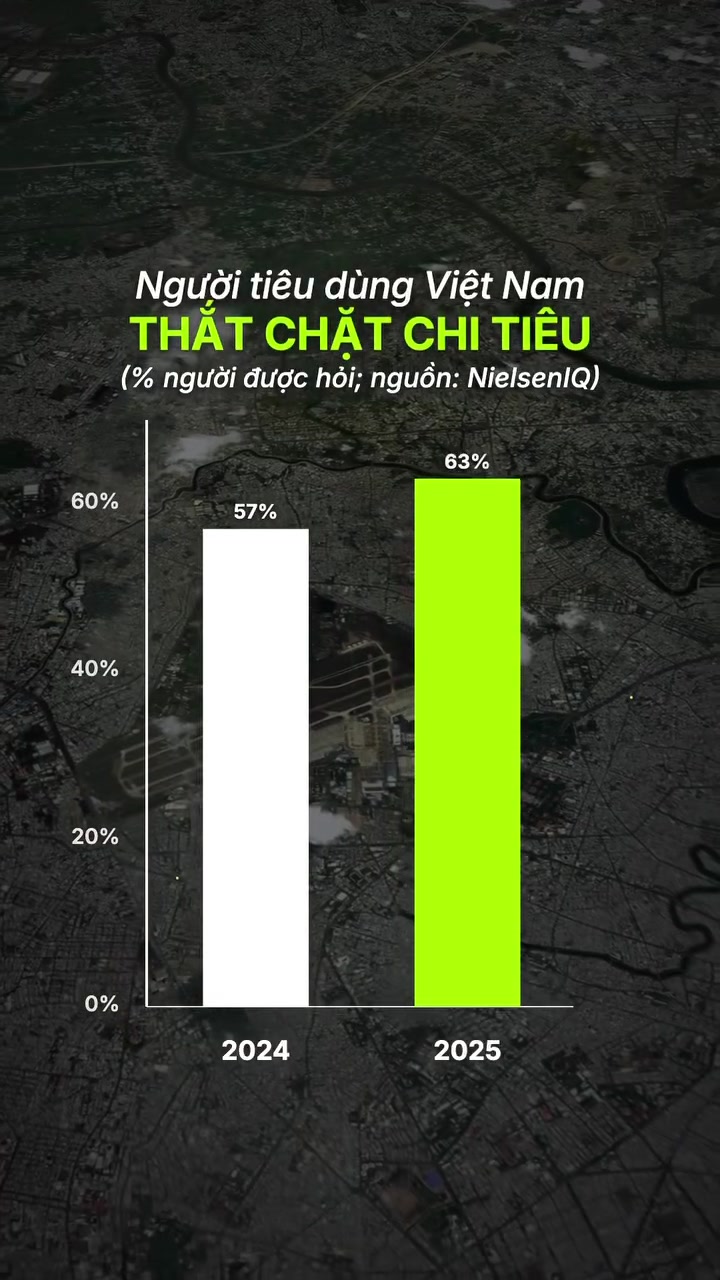 Người tiêu dùng Việt Nam
THẮT CHẶT CHI TIÊU
(% người được hỏi; nguồn: NielsenIQ)
63%
60%
57%
40%
20%
0%
2024
2025